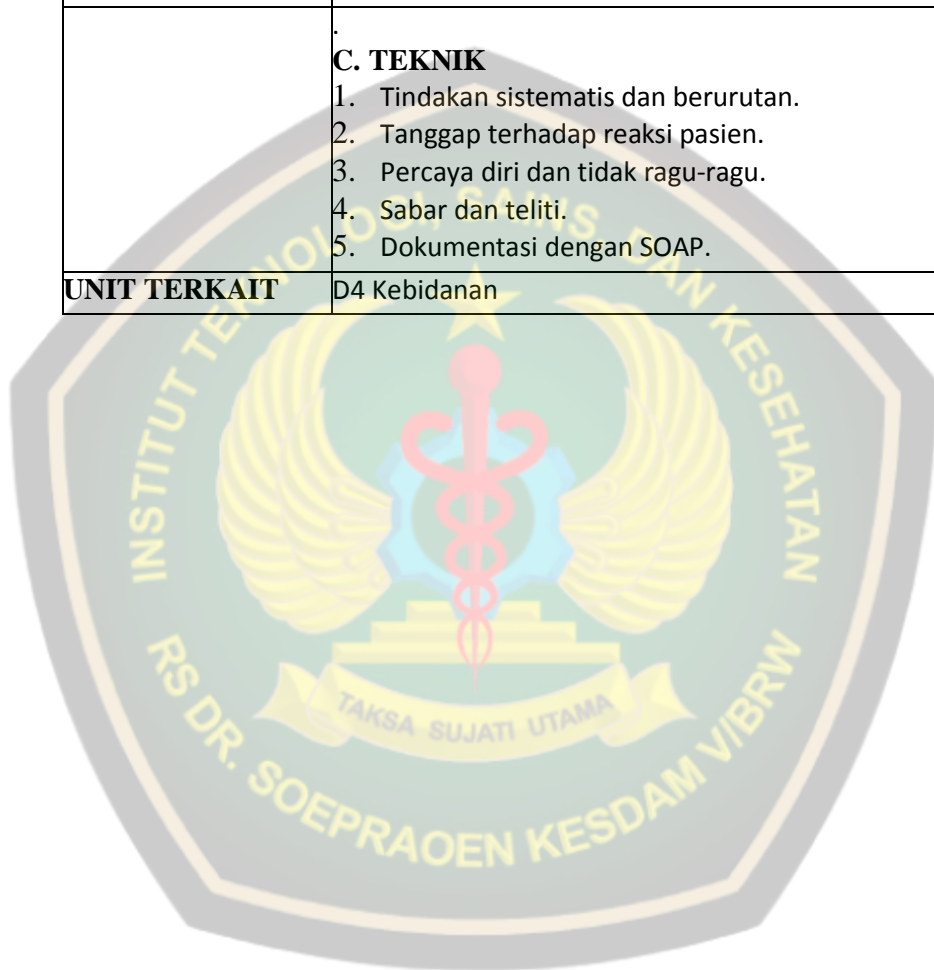 .
C. TEKNIK
1. Tindakan sistematis dan berurutan.
2. Tanggap terhadap reaksi pasien.
3. Percaya diri dan tidak ragu-ragu.
4. Sabar dan teliti.
5. Dokumentasi dengan SOAP.
UNIT TERKAIT D4 Kebidanan
INSTITUT TEKNOLOGI, SAINS, DAN KESEHATAN
TAKSA SUJATI UTAMA
RS DR. SOEPRAOEN KESDAM V/BRW